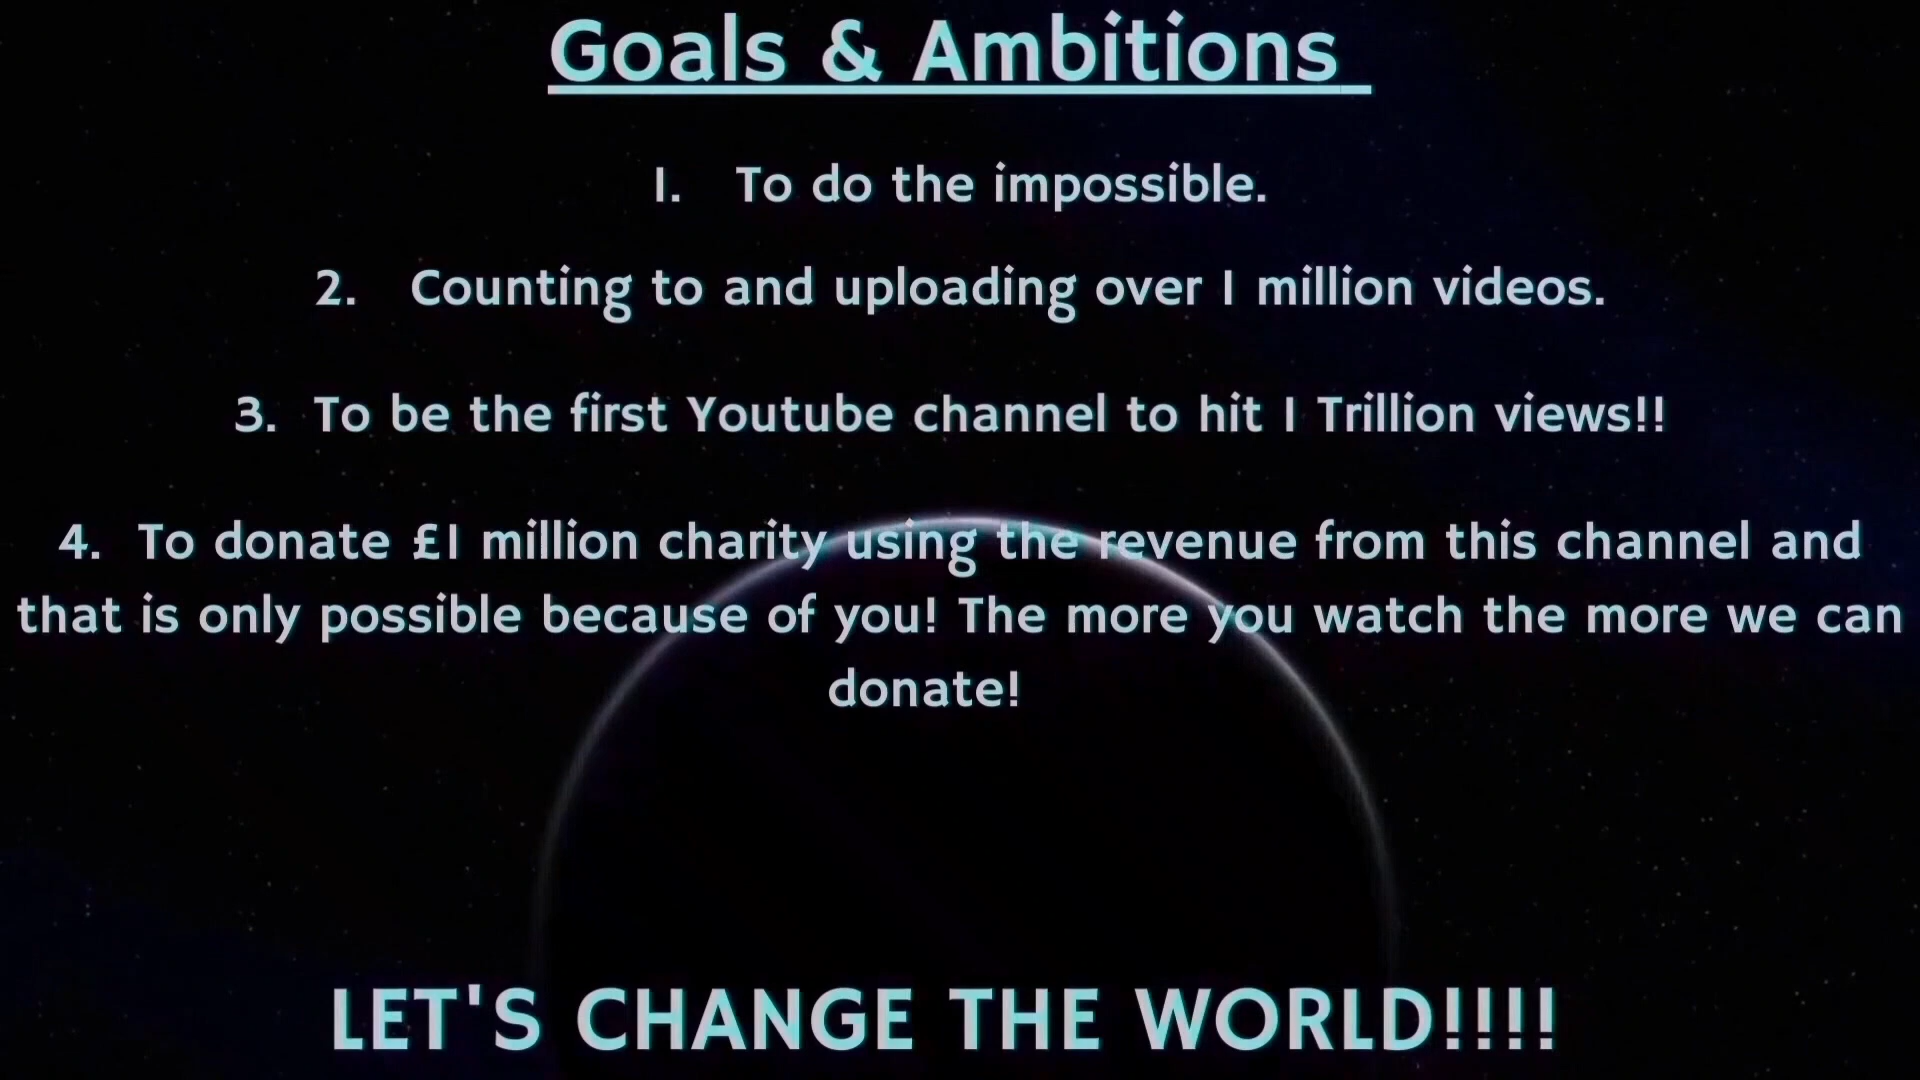 Goals & Ambitions
1. To do the impossible.
2. Counting to and uploading over 1 million videos.
3. To be the first Youtube channel to hit 1 Trillion views!!
4. To donate £1 million charity using the revenue from this channel and
that is only possible because of you! The more you watch the more we can
donate!
LET'S CHANGE THE WORLD!!!!